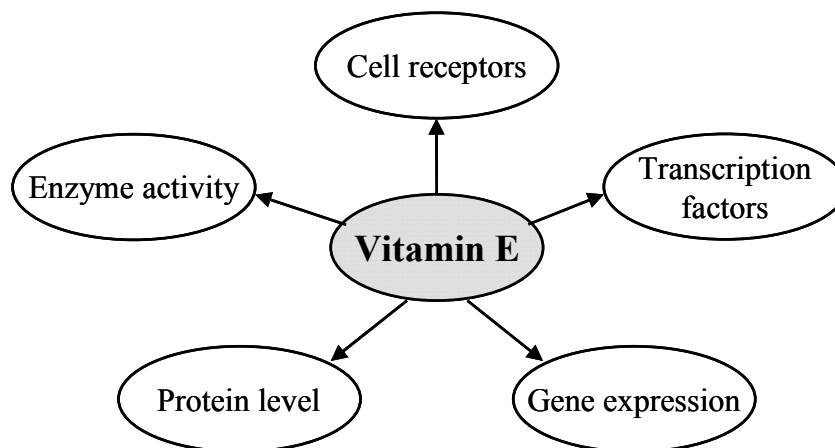 Cell receptors
Enzyme activity
Transcription
factors
Vitamin E
Protein level
Gene expression